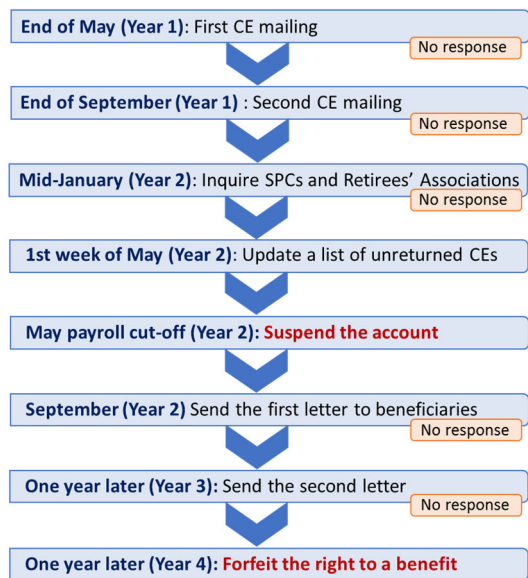 End of May (Year 1): First CE mailing
No response
End of September (Year 1) : Second CE mailing
No response
Mid-January (Year 2): Inquire SPCs and Retirees’ Associations
No response
1st week of May (Year 2): Update a list of unreturned CEs
May payroll cut-off (Year 2): Suspend the account
September (Year 2) Send the first letter to beneficiaries
No response
One year later (Year 3): Send the second letter
No response
One year later (Year 4): Forfeit the right to a benefit